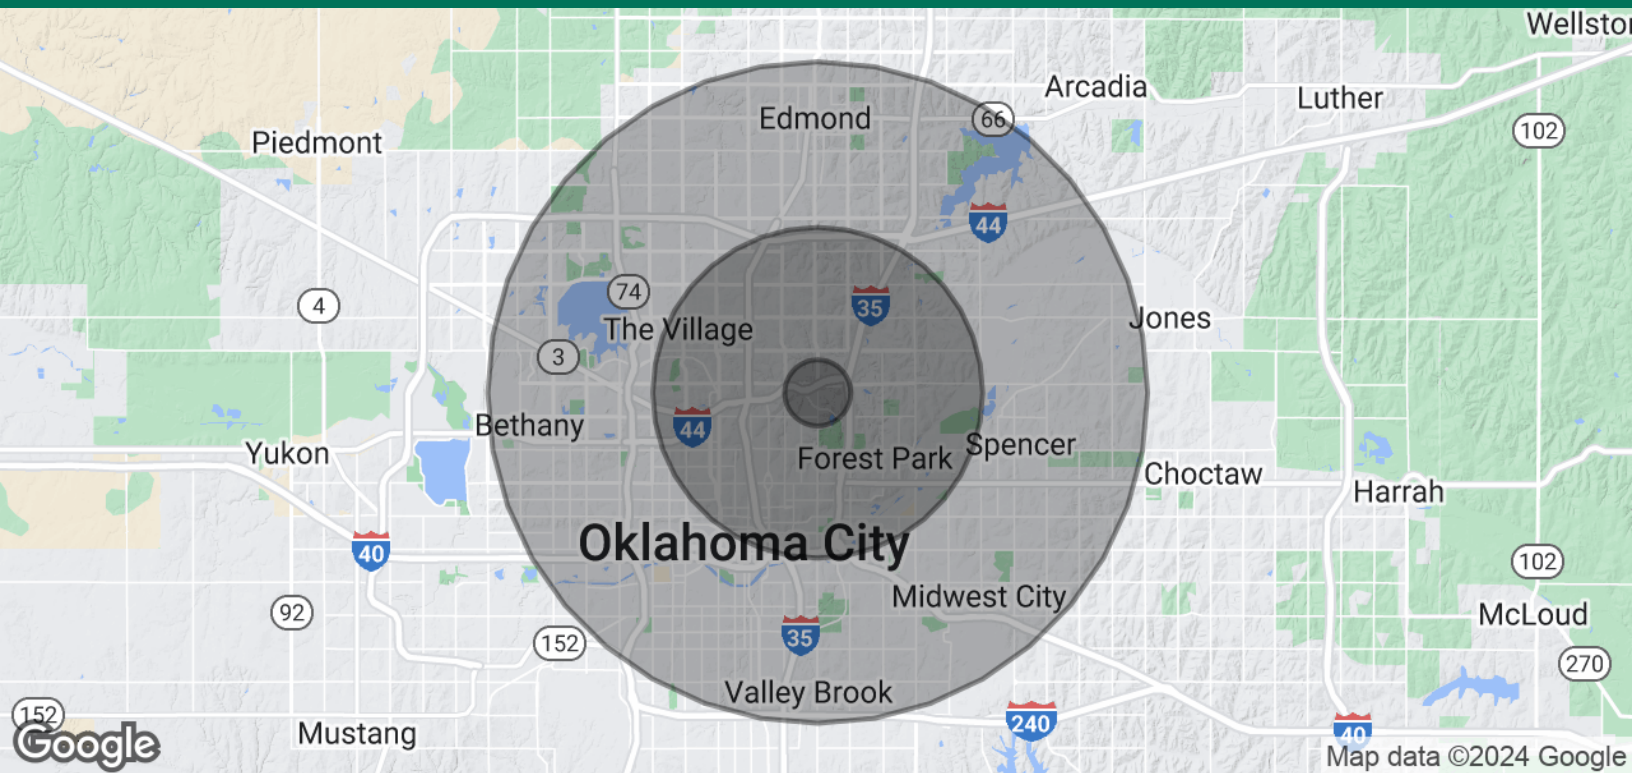 Wellston
Arcadia
Luther
Edmond
66
102
Piedmont
44
74
4
35
Jones
The Village
3
Bethany
44
Spencer
Yukon
Forest Park
Choctaw
Harrah
Oklahoma City
40
102
Midwest City
92
McLoud
35
152
270
Valley Brook
152
240
Mustang
40
Google
Map data ©2024 Google